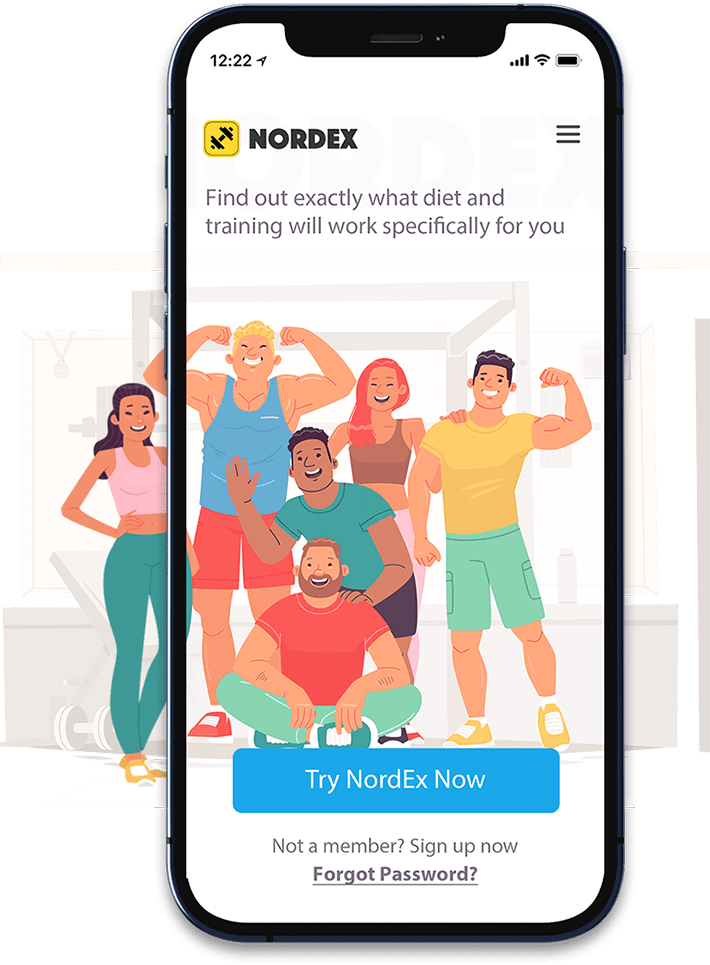 12:22
NORDEX
Find out exactly what diet and
training will work specifically for you
Try NordEx Now
Not a member? Sign up now
Forgot Password?